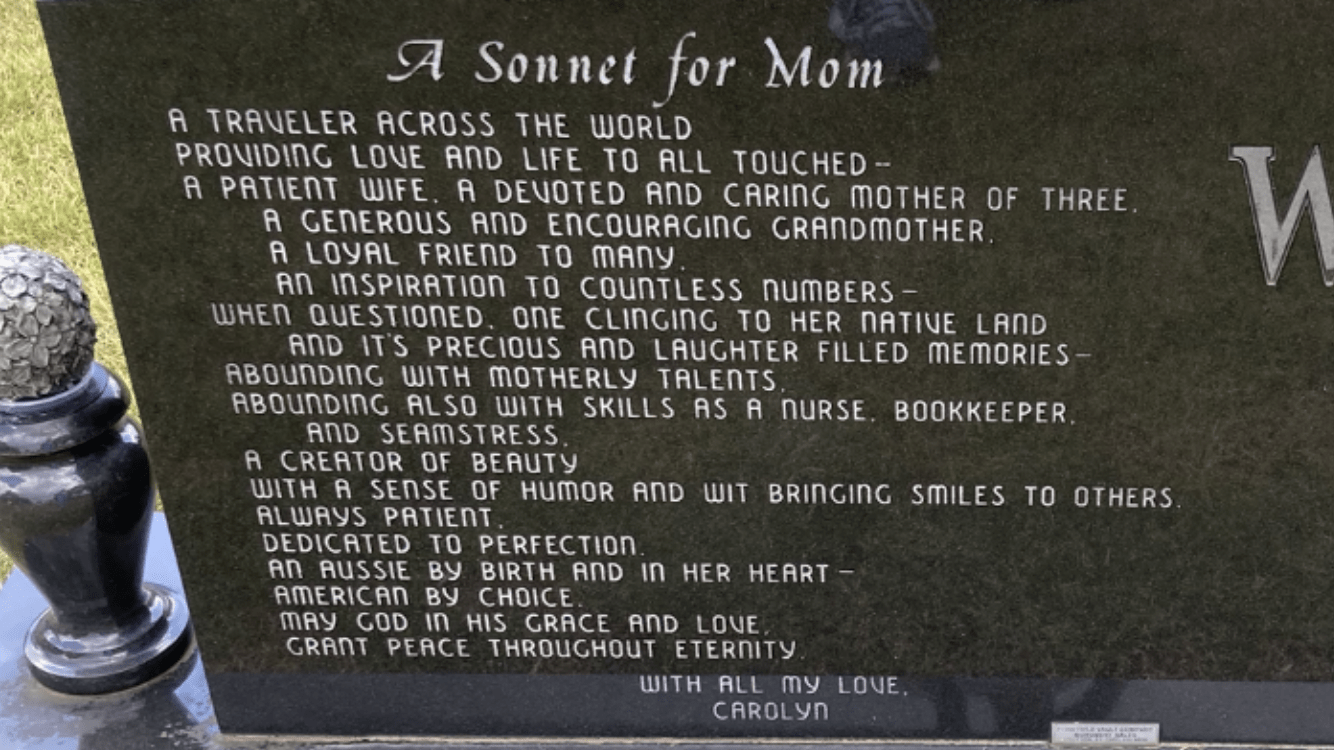 A Sonnet for Mom
A TRAVELER ACROSS THE WORLD
PROVIDING LOVE AND LIFE TO ALL TOUCHED–
A PATIENT WIFE, A DEVOTED AND CARING MOTHER OF THREE,
A GENEROUS AND ENCOURAGING GRANDMOTHER,
A LOYAL FRIEND TO MANY,
AN INSPIRATION TO COUNTLESS NUMBERS–
WHEN QUESTIONED, ONE CLINGING TO HER NATIVE LAND
AND IT'S PRECIOUS AND LAUGHTER FILLED MEMORIES–
ABOUNDING WITH MOTHERLY TALENTS,
ABOUNDING ALSO WITH SKILLS AS A NURSE, BOOKKEEPER,
AND SEAMSTRESS,
A CREATOR OF BEAUTY
WITH A SENSE OF HUMOR AND WIT BRINGING SMILES TO OTHERS,
ALWAYS PATIENT,
DEDICATED TO PERFECTION.
AN AUSSIE BY BIRTH AND IN HER HEART–
AMERICAN BY CHOICE.
MAY GOD IN HIS GRACE AND LOVE,
GRANT PEACE THROUGHOUT ETERNITY.
WITH ALL MY LOVE,
CAROLYN
W